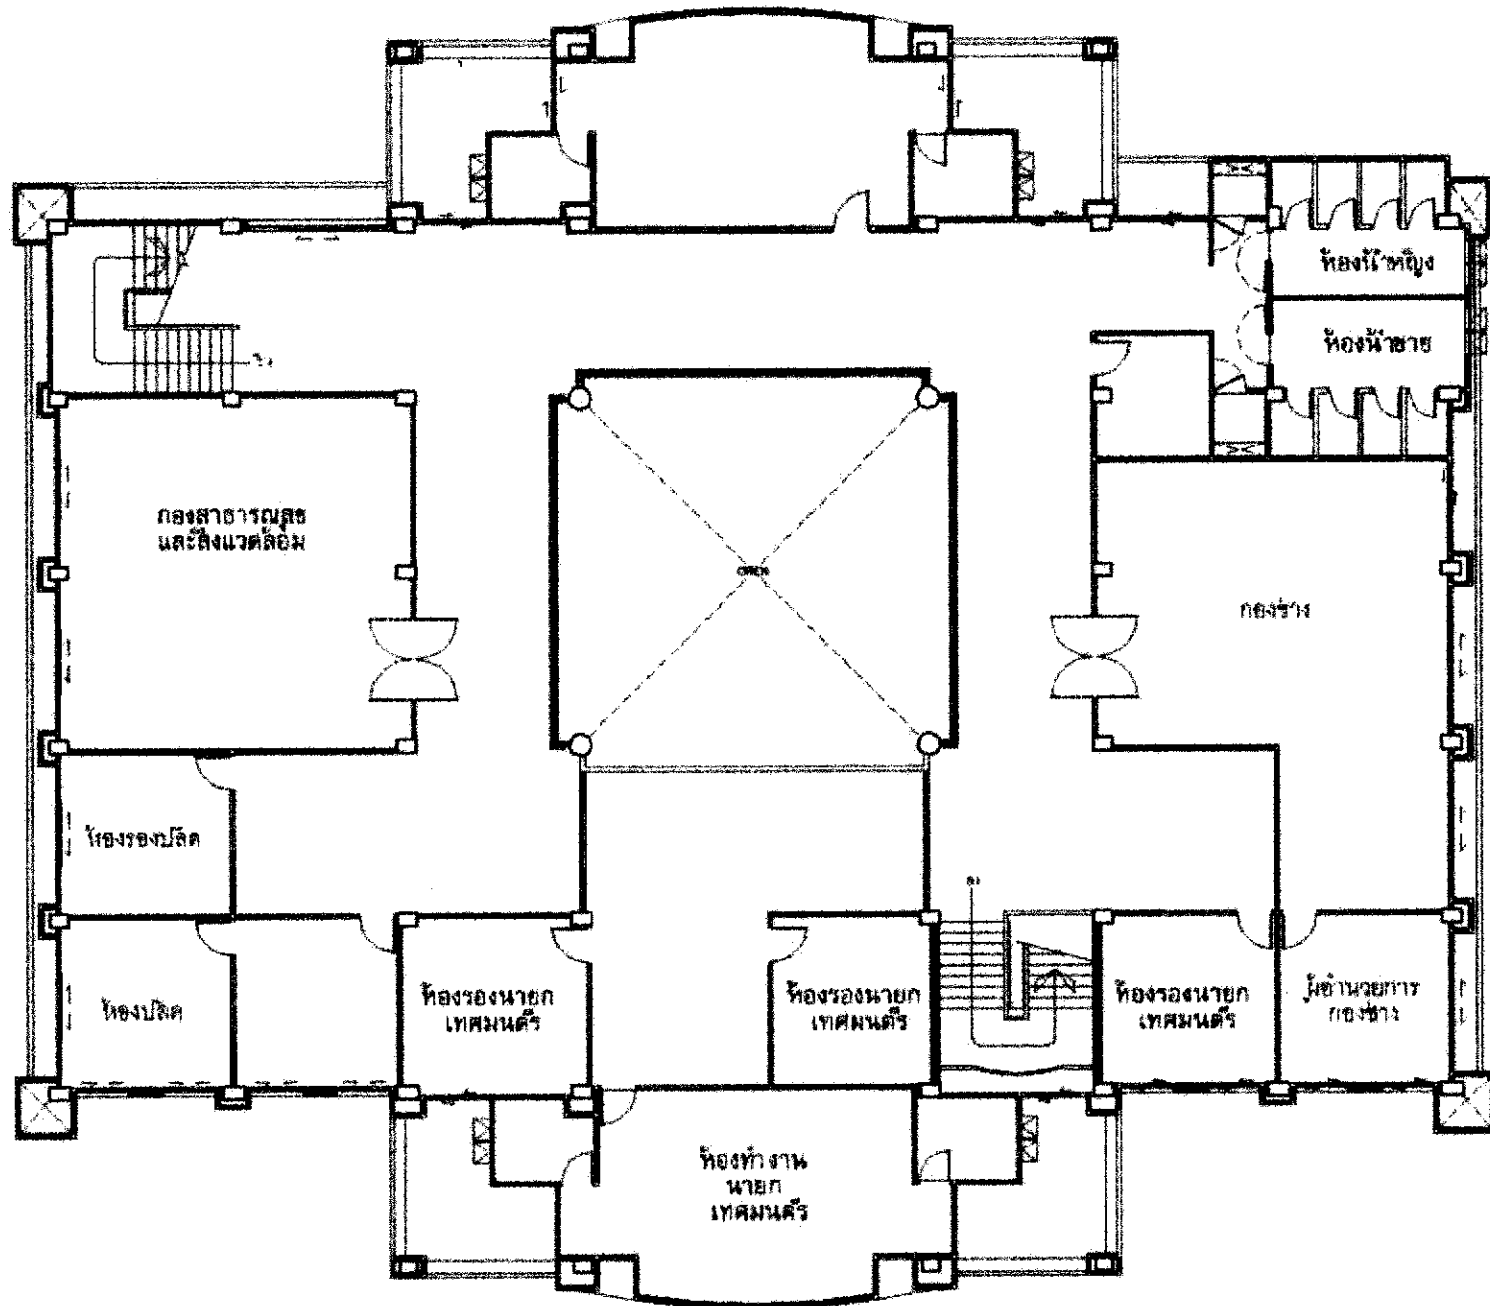 ห้องน้ำหญิง
ห้องน้ำชาย
กองสาธารณสุข
และสิ่งแวดล้อม
OPEN
กองช่าง
ห้องรองปลัด
ห้องปลัด
ห้องรองนายก
เทศมนตรี
ห้องรองนายก
เทศมนตรี
ห้องรองนายก
เทศมนตรี
ผู้อำนวยการ
กองช่าง
ห้องทำงาน
นายก
เทศมนตรี